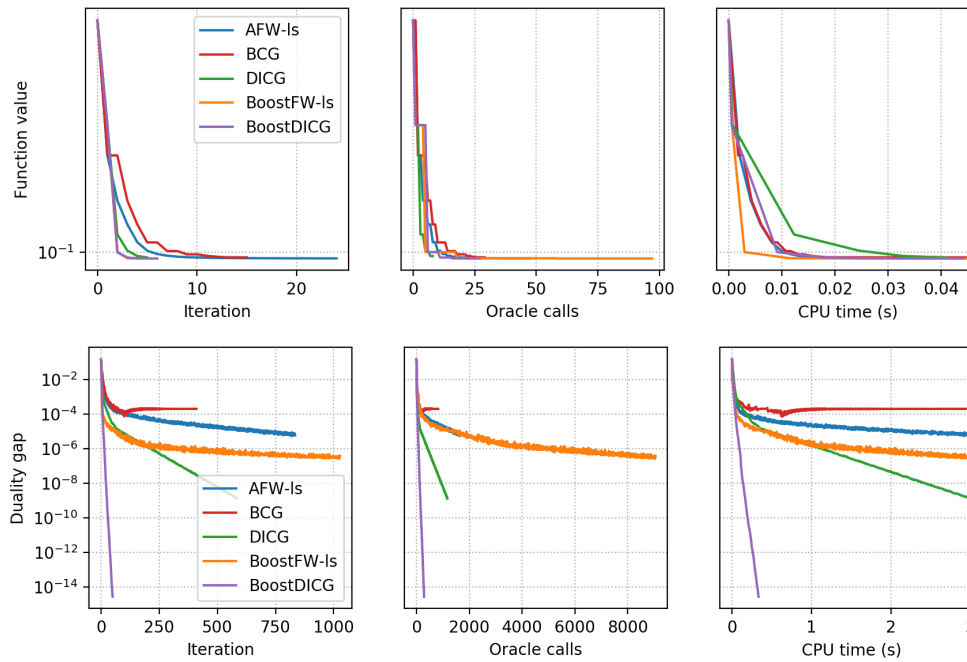 Function value
10⁻¹
AFW-ls
BCG
DICG
BoostFW-ls
BoostDICG
0 10 20
Iteration
0 25 50 75 100
Oracle calls
0.00 0.01 0.02 0.03 0.04
CPU time (s)
Duality gap
10⁻²
10⁻⁴
10⁻⁶
10⁻⁸
10⁻¹⁰
10⁻¹²
10⁻¹⁴
AFW-ls
BCG
DICG
BoostFW-ls
BoostDICG
0 250 500 750 1000
Iteration
0 2000 4000 6000 8000
Oracle calls
0 1 2
CPU time (s)